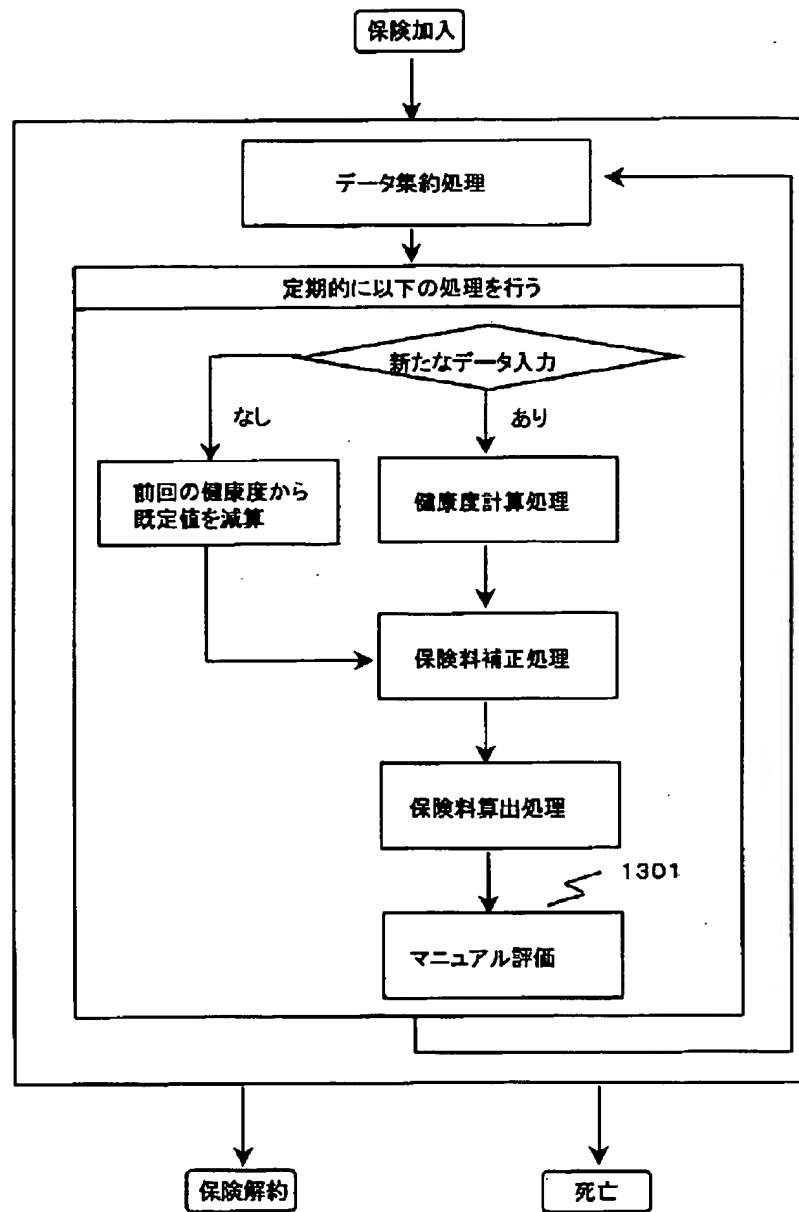 保険加入
データ集約処理
定期的に以下の処理を行う
新たなデータ入力
なし
あり
前回の健康度から
既定値を減算
健康度計算処理
保険料補正処理
保険料算出処理
1301
マニュアル評価
保険解約
死亡